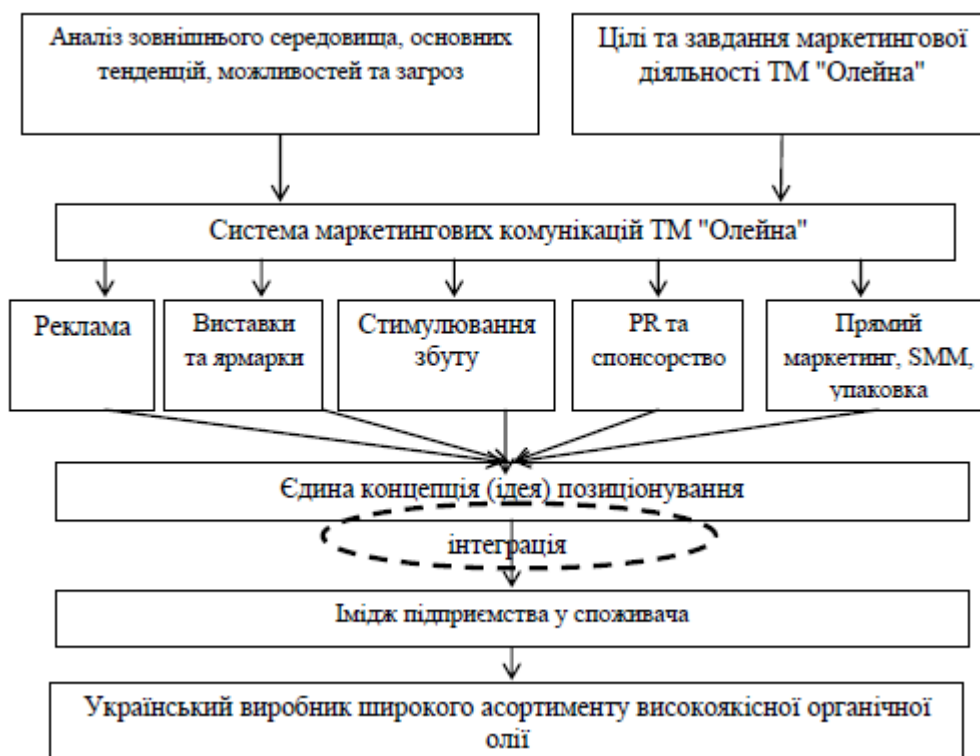 Аналіз зовнішнього середовища, основних
тенденцій, можливостей та загроз
Цілі та завдання маркетингової
діяльності ТМ "Олейна"
Система маркетингових комунікацій ТМ "Олейна"
Реклама
Виставки
та ярмарки
Стимулювання
збуту
PR та
спонсорство
Прямий
маркетинг, SMM,
упаковка
Єдина концепція (ідея) позиціонування
інтеграція
Імідж підприємства у споживача
Український виробник широкого асортименту високоякісної органічної
олії